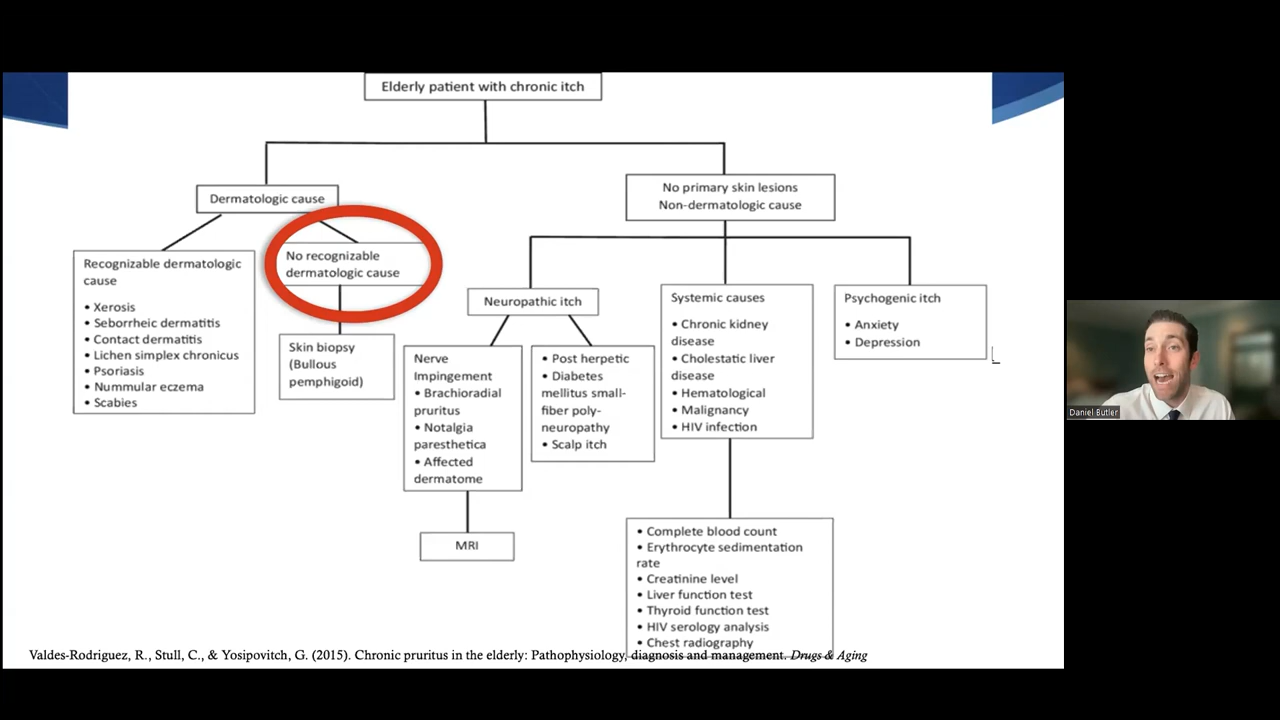 Elderly patient with chronic itch
Dermatologic cause
No primary skin lesions
Non-dermatologic cause
Recognizable dermatologic
cause
• Xerosis
• Seborrheic dermatitis
• Contact dermatitis
• Lichen simplex chronicus
• Psoriasis
• Nummular eczema
• Scabies
No recognizable
dermatologic cause
Skin biopsy
(Bullous
pemphigoid)
Neuropathic itch
Nerve
Impingement
• Brachioradial
pruritus
• Notalgia
paresthetica
• Affected
dermatome
MRI
• Post herpetic
• Diabetes
mellitus small-
fiber poly-
neuropathy
• Scalp itch
Systemic causes
• Chronic kidney
disease
• Cholestatic liver
disease
• Hematological
• Malignancy
• HIV infection
• Complete blood count
• Erythrocyte sedimentation
rate
• Creatinine level
• Liver function test
• Thyroid function test
• HIV serology analysis
• Chest radiography
Psychogenic itch
• Anxiety
• Depression
Valdes-Rodriguez, R., Stull, C., & Yosipovitch, G. (2015). Chronic pruritus in the elderly: Pathophysiology, diagnosis and management. Drugs & Aging
Daniel Butler